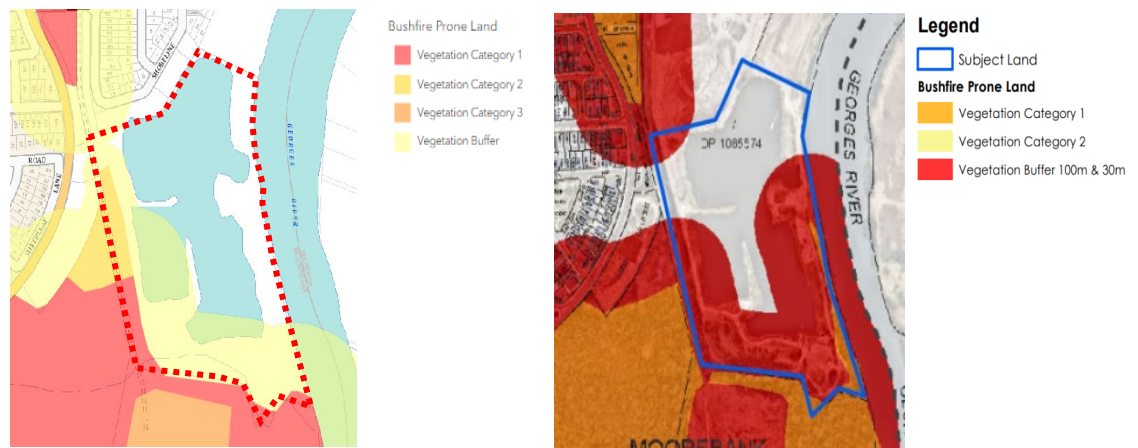 Bushfire Prone Land
Vegetation Category 1
Vegetation Category 2
Vegetation Category 3
Vegetation Buffer
SHORELINE
ROAD
LANE
GEORGES
RIVER
Legend
Subject Land
Bushfire Prone Land
Vegetation Category 1
Vegetation Category 2
Vegetation Buffer 100m & 30m
DP 1085574
GEORGES RIVER
MOOREBANK